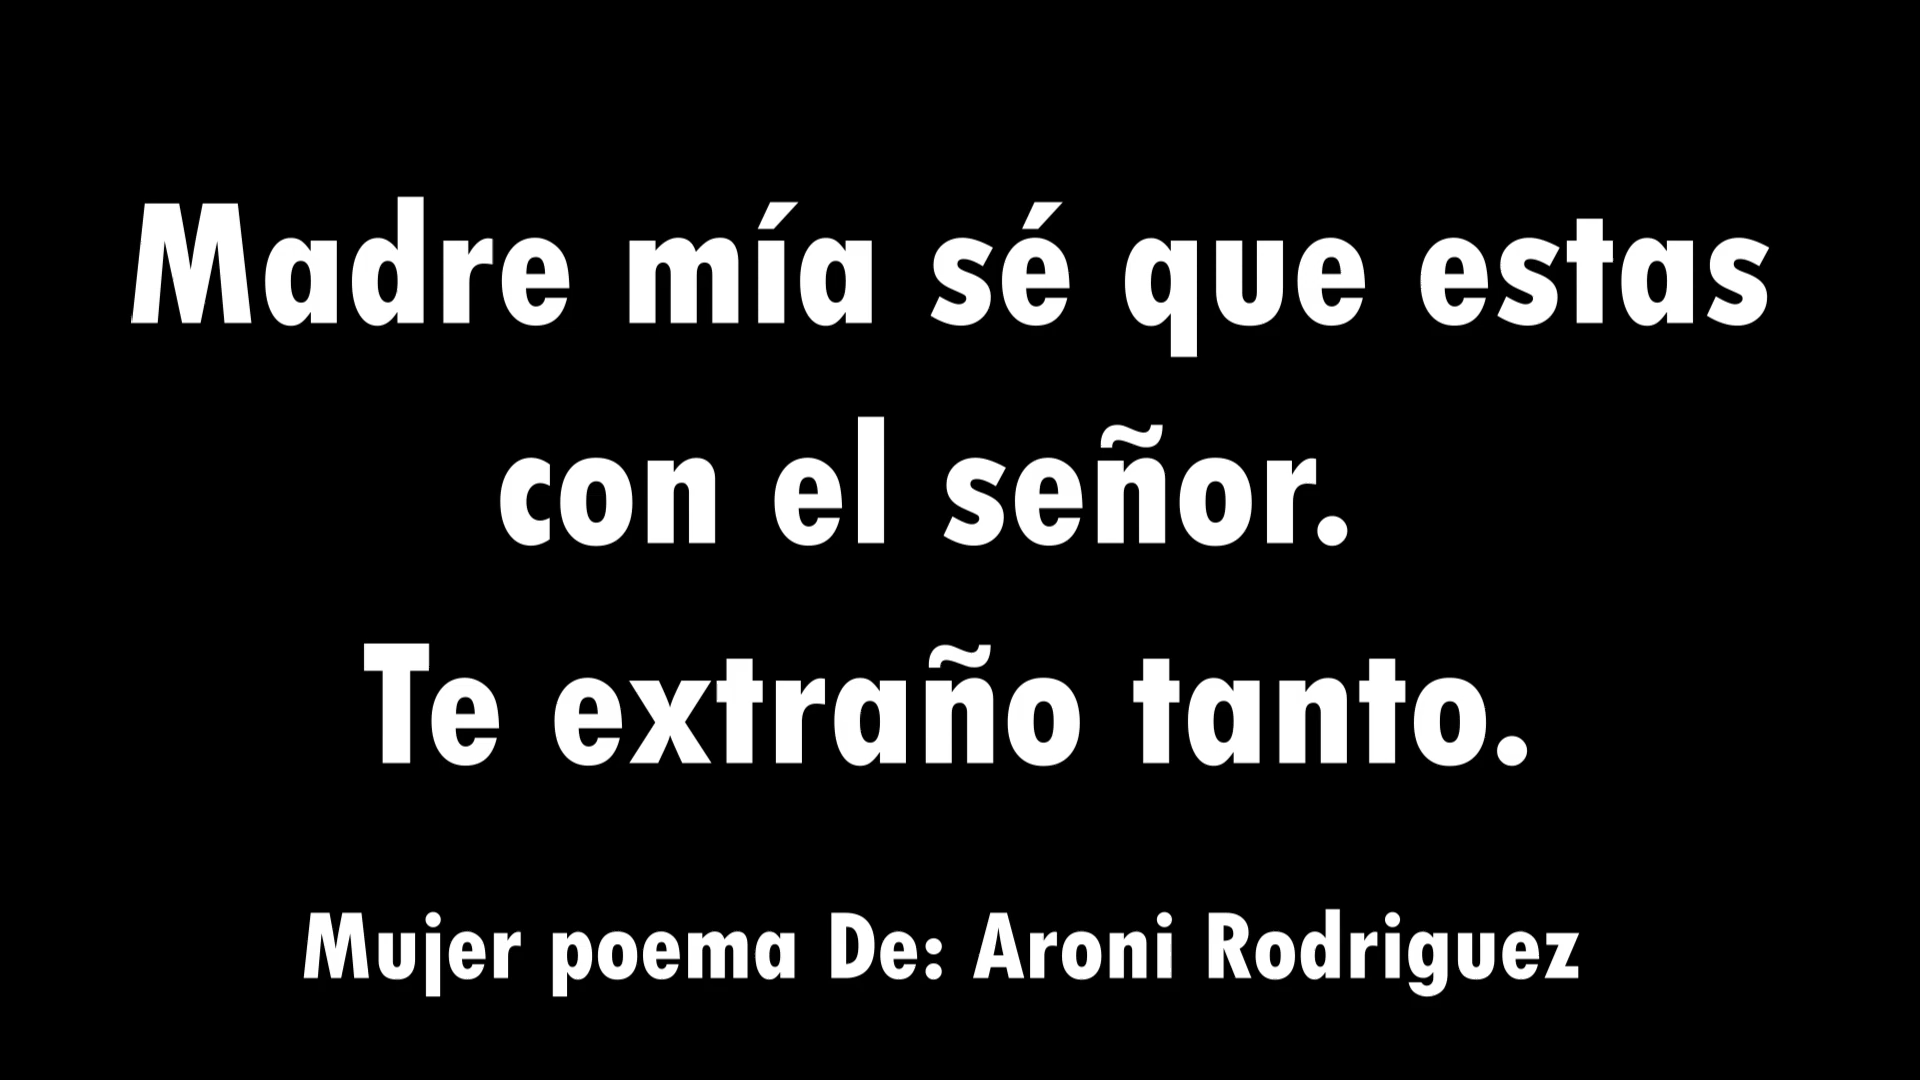 Madre mía sé que estas
con el señor.
Te extraño tanto.
Mujer poema De: Aroni Rodriguez